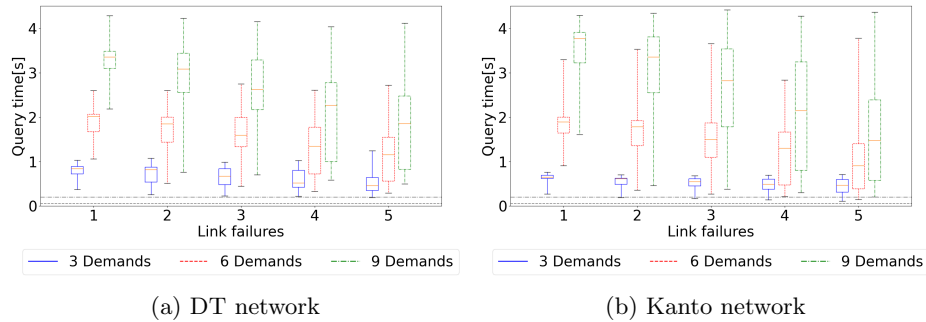 Query time[s]
4
3
2
1
0
1 2 3 4 5
Link failures
3 Demands 6 Demands 9 Demands
(a) DT network
Query time[s]
4
3
2
1
0
1 2 3 4 5
Link failures
3 Demands 6 Demands 9 Demands
(b) Kanto network